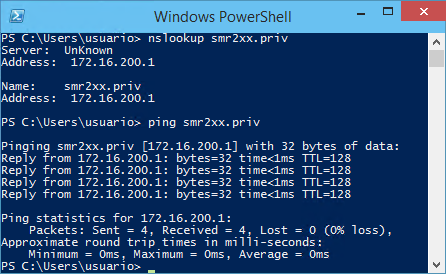 Windows PowerShell
PS C:\Users\usuario> nslookup smr2xx.priv
Server:  UnKnown
Address:  172.16.200.1
Name:    smr2xx.priv
Address:  172.16.200.1
PS C:\Users\usuario> ping smr2xx.priv
Pinging smr2xx.priv [172.16.200.1] with 32 bytes of data:
Reply from 172.16.200.1: bytes=32 time<1ms TTL=128
Reply from 172.16.200.1: bytes=32 time<1ms TTL=128
Reply from 172.16.200.1: bytes=32 time<1ms TTL=128
Reply from 172.16.200.1: bytes=32 time<1ms TTL=128
Ping statistics for 172.16.200.1:
    Packets: Sent = 4, Received = 4, Lost = 0 (0% loss),
Approximate round trip times in milli-seconds:
    Minimum = 0ms, Maximum = 0ms, Average = 0ms
PS C:\Users\usuario>